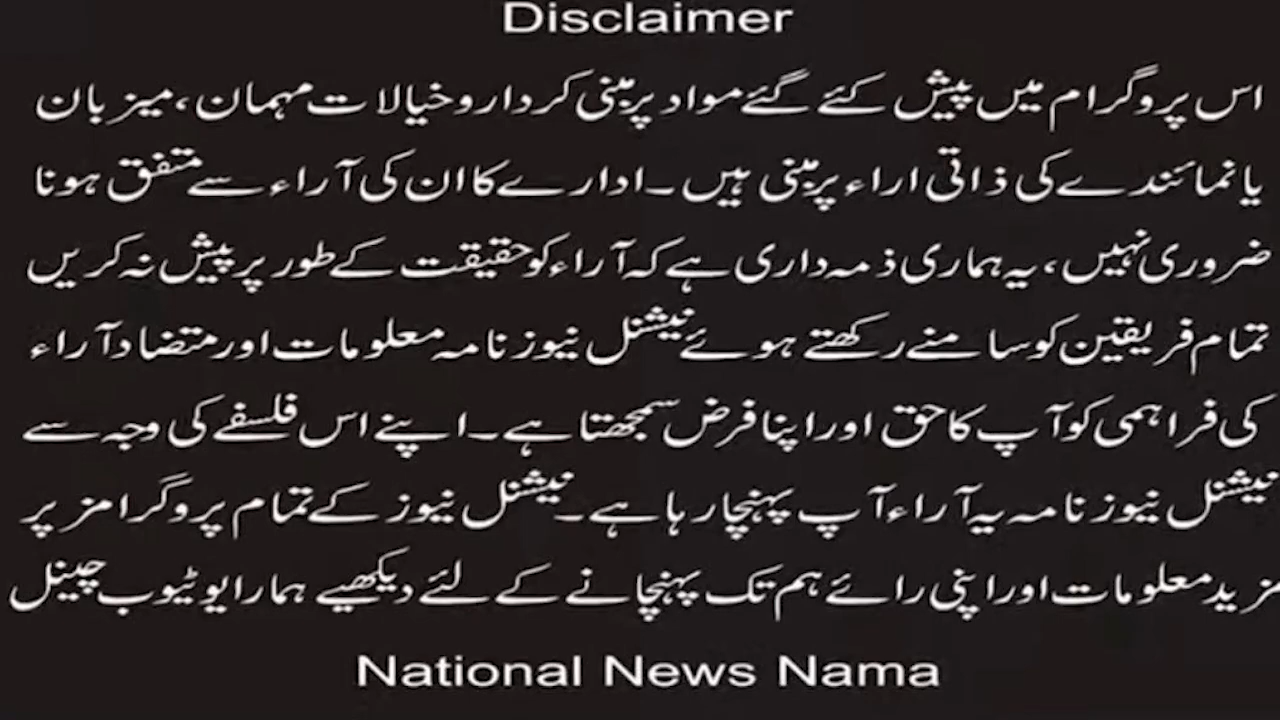 Disclaimer
اس پروگرام میں پیش کئے گئے مواد پر مبنی کردار و خیالات مہمان، میزبان
یا نمائندے کی ذاتی اراء پر مبنی ہیں۔ ادارے کا ان کی آراء سے متفق ہونا
ضروری نہیں، یہ ہماری ذمہ داری ہے کہ آراء کو حقیقت کے طور پر پیش نہ کریں
تمام فریقین کو سامنے رکھتے ہوئے نیشنل نیوز نامہ معلومات اور متضاد آراء
کی فراہمی کو آپ کا حق اور اپنا فرض سمجھتا ہے۔ اپنے اس فلسفے کی وجہ سے
نیشنل نیوز نامہ یہ آراء آپ پہنچا رہا ہے۔ نیشنل نیوز کے تمام پروگرامز پر
مزید معلومات اور اپنی رائے ہم تک پہنچانے کے لئے دیکھیے ہمارا یو ٹیوب چینل
National News Nama